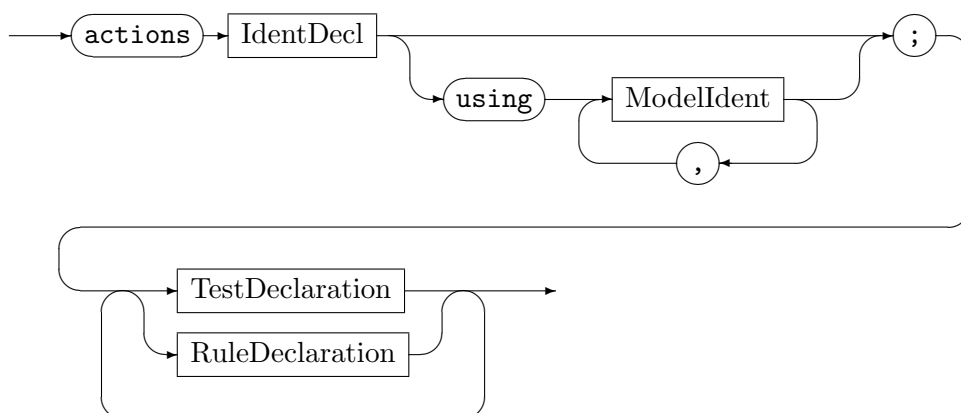 actions IdentDecl ;
using ModelIdent
,
TestDeclaration
RuleDeclaration